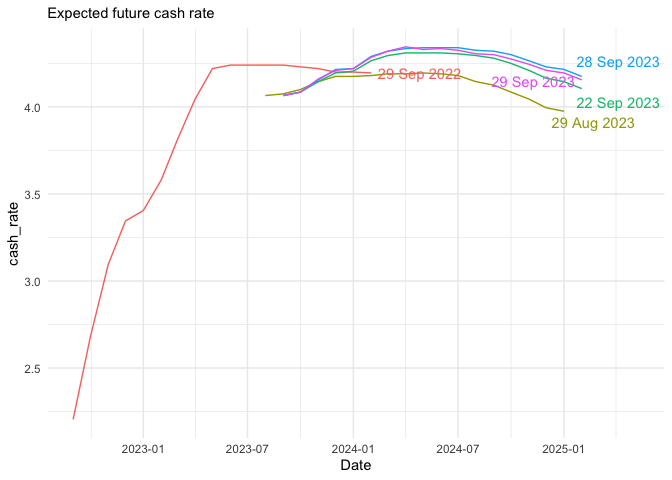 Expected future cash rate
28 Sep 2023
29 Sep 2022
29 Sep 2023
22 Sep 2023
29 Aug 2023
4.0
3.5
3.0
2.5
cash_rate
2023-01
2023-07
2024-01
2024-07
2025-01
Date